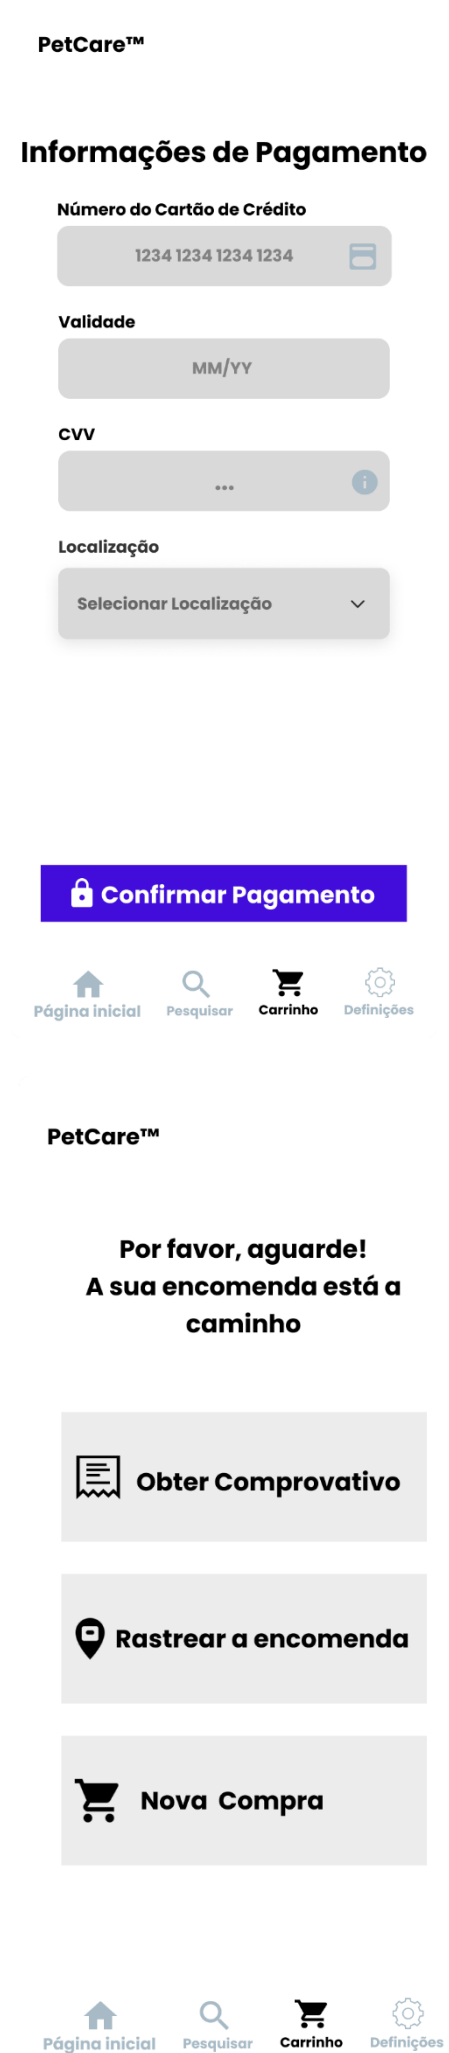 PetCare™
Informações de Pagamento
Número do Cartão de Crédito
1234 1234 1234 1234
Validade
MM/YY
CVV
...
Localização
Selecionar Localização
Confirmar Pagamento
Página inicial Pesquisar Carrinho Definições
PetCare™
Por favor, aguarde!
A sua encomenda está a
caminho
Obter Comprovativo
Rastrear a encomenda
Nova Compra
Página inicial Pesquisar Carrinho Definições